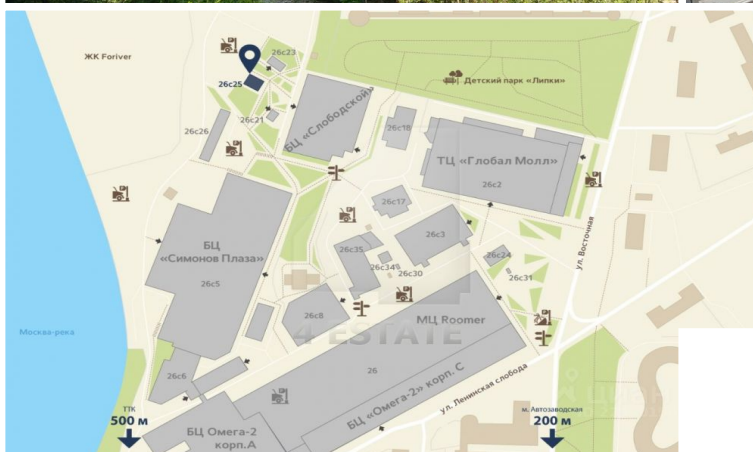 ЖК Foriver
26с23
26с25
26с21
26с26
БЦ «Слободской»
26с18
Детский парк «Липки»
ТЦ «Глобал Молл»
26с2
26с17
26с3
26с35
26с34
26с30
26с24
26с31
ул. Восточная
БЦ
«Симонов Плаза»
26с5
26с8
4 ESTATE
МЦ Roomer
Москва-река
26с6
26
БЦ «Омега-2» корп. С
ул. Ленинская слобода
ТТК
500 м
БЦ Омега-2
корп.А
м. Автозаводская
200 м
циан